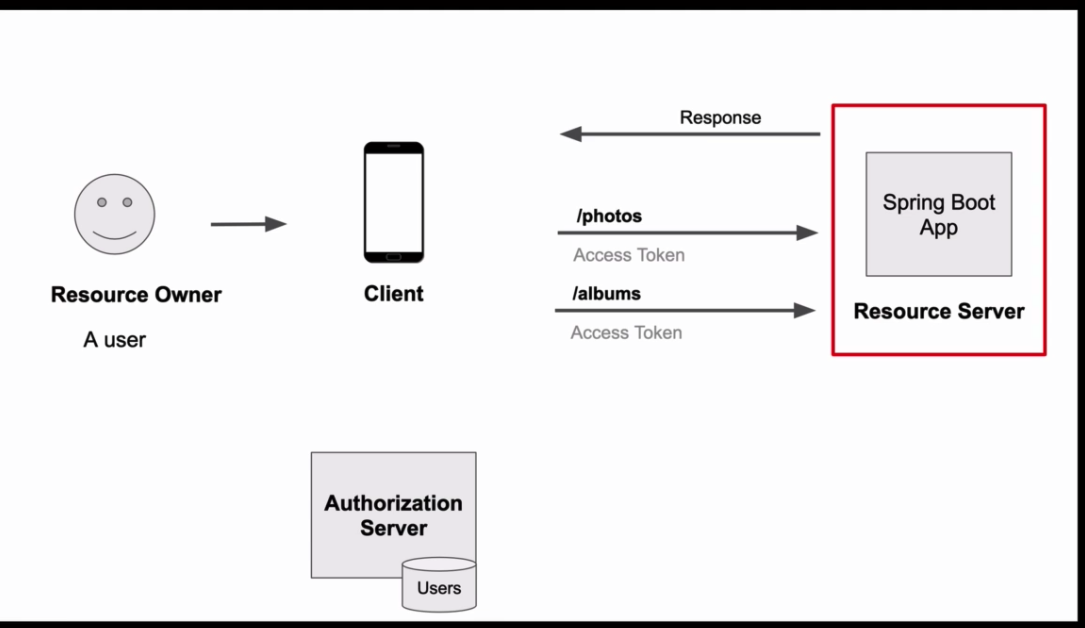 Response
Spring Boot
App
/photos
Access Token
Resource Owner
Client
/albums
Resource Server
A user
Access Token
Authorization
Server
Users